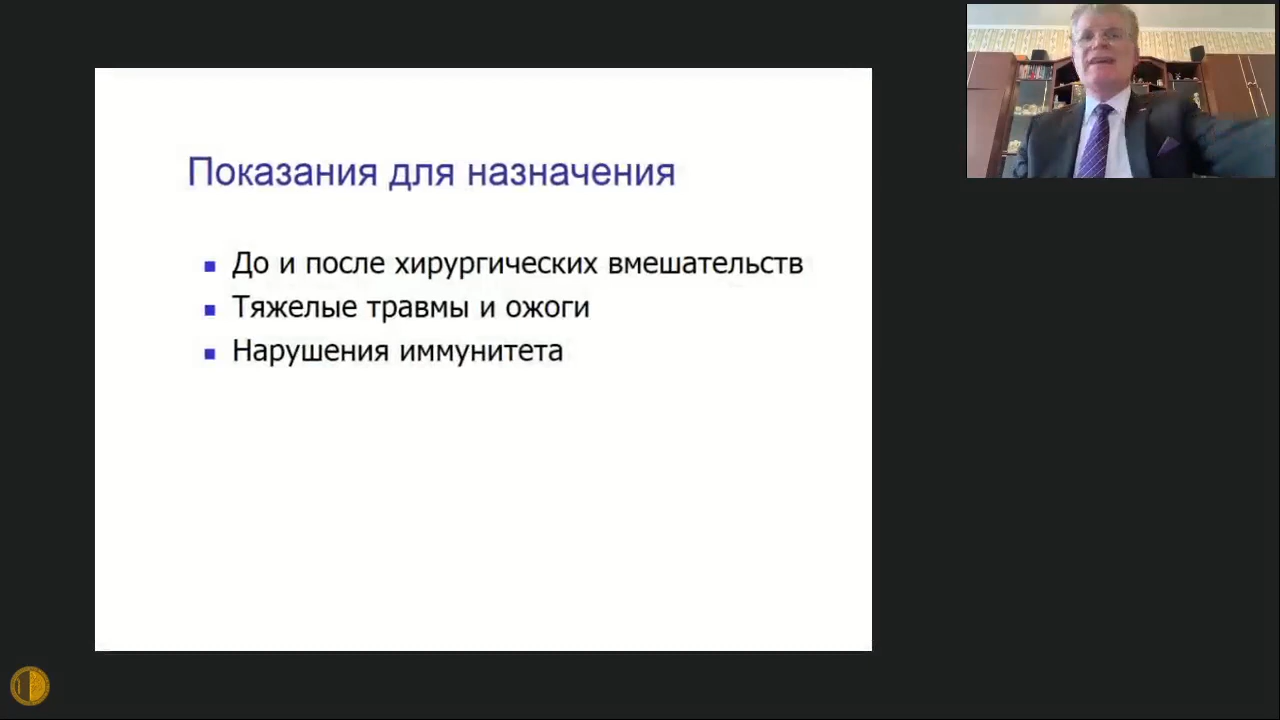 Показания для назначения
До и после хирургических вмешательств
Тяжелые травмы и ожоги
Нарушения иммунитета